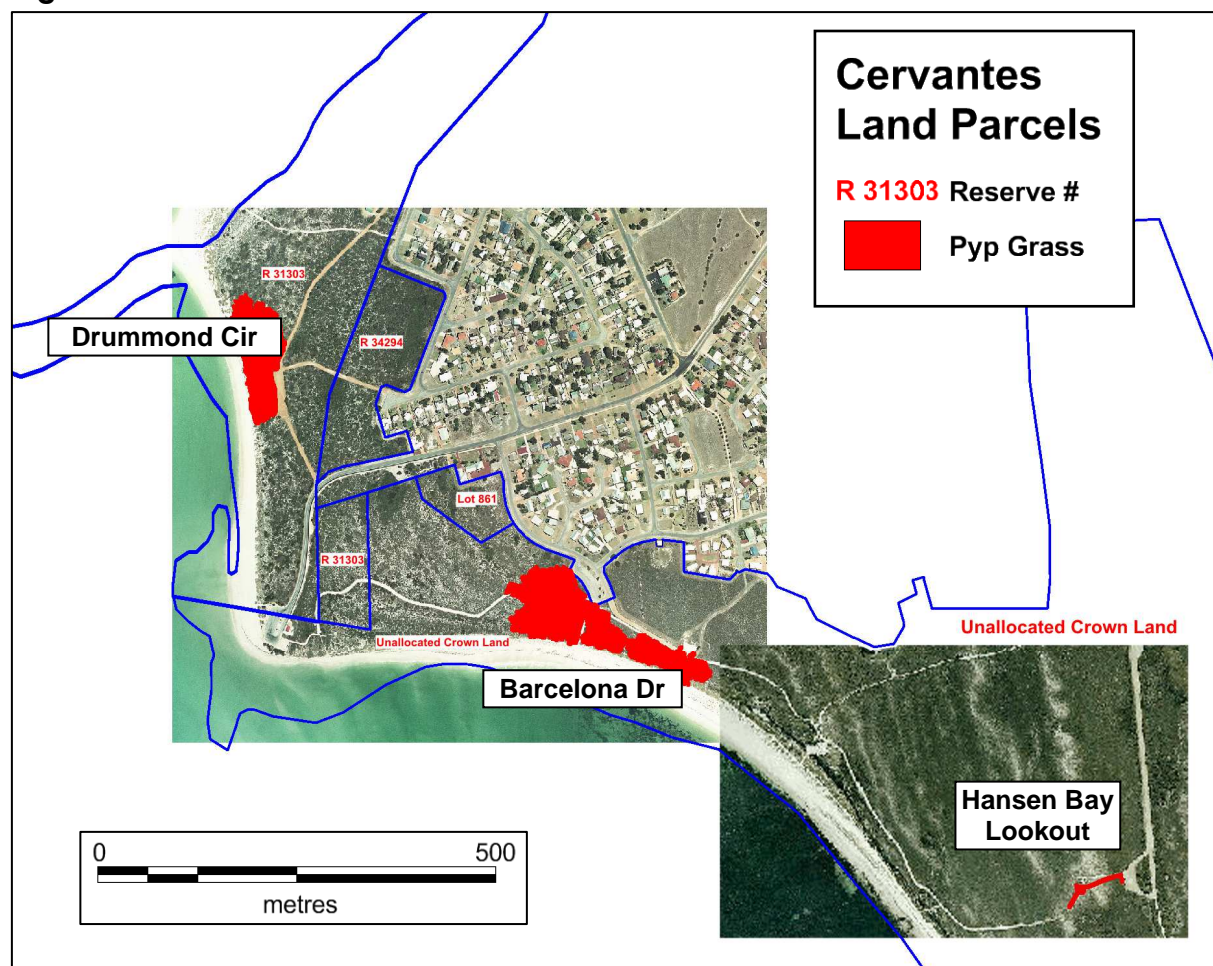 Cervantes
Land Parcels
R 31303 Reserve #
Pyp Grass
R 31303
Drummond Cir
R 34294
Lot 861
R 31303
Unallocated Crown Land
Unallocated Crown Land
Barcelona Dr
Hansen Bay
Lookout
0 500
metres